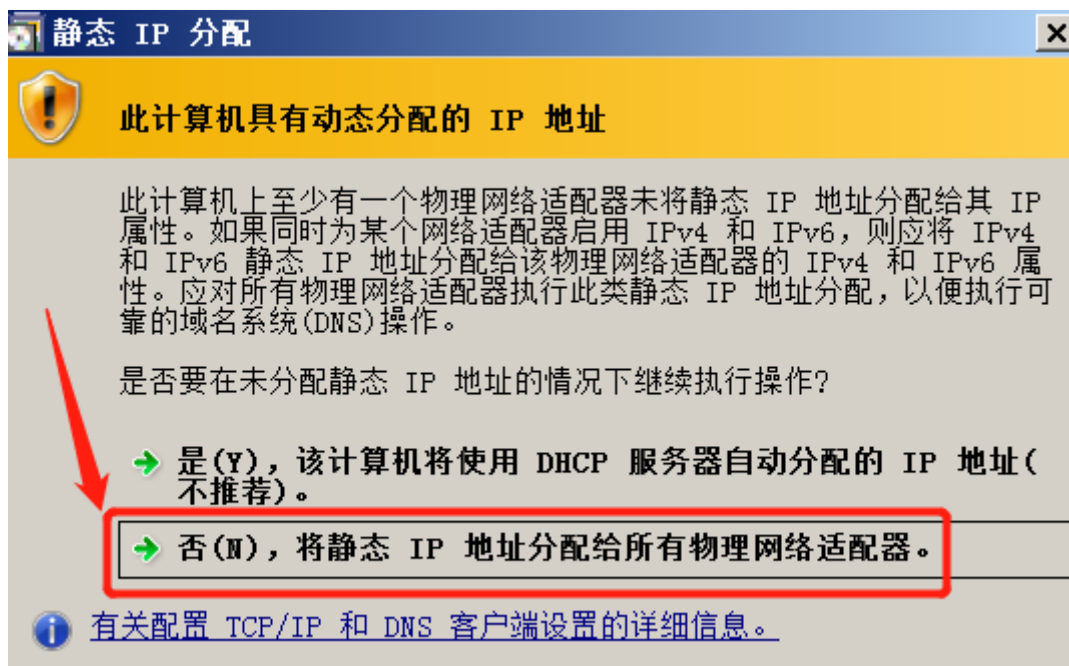 静态 IP 分配
此计算机具有动态分配的 IP 地址
此计算机上至少有一个物理网络适配器未将静态 IP 地址分配给其 IP
属性。如果同时为某个网络适配器启用 IPv4 和 IPv6，则应将 IPv4
和 IPv6 静态 IP 地址分配给该物理网络适配器的 IPv4 和 IPv6 属
性。应对所有物理网络适配器执行此类静态 IP 地址分配，以便执行可
靠的域名系统(DNS)操作。
是否要在未分配静态 IP 地址的情况下继续执行操作?
是(Y)，该计算机将使用 DHCP 服务器自动分配的 IP 地址(
不推荐)。
否(N)，将静态 IP 地址分配给所有物理网络适配器。
有关配置 TCP/IP 和 DNS 客户端设置的详细信息。